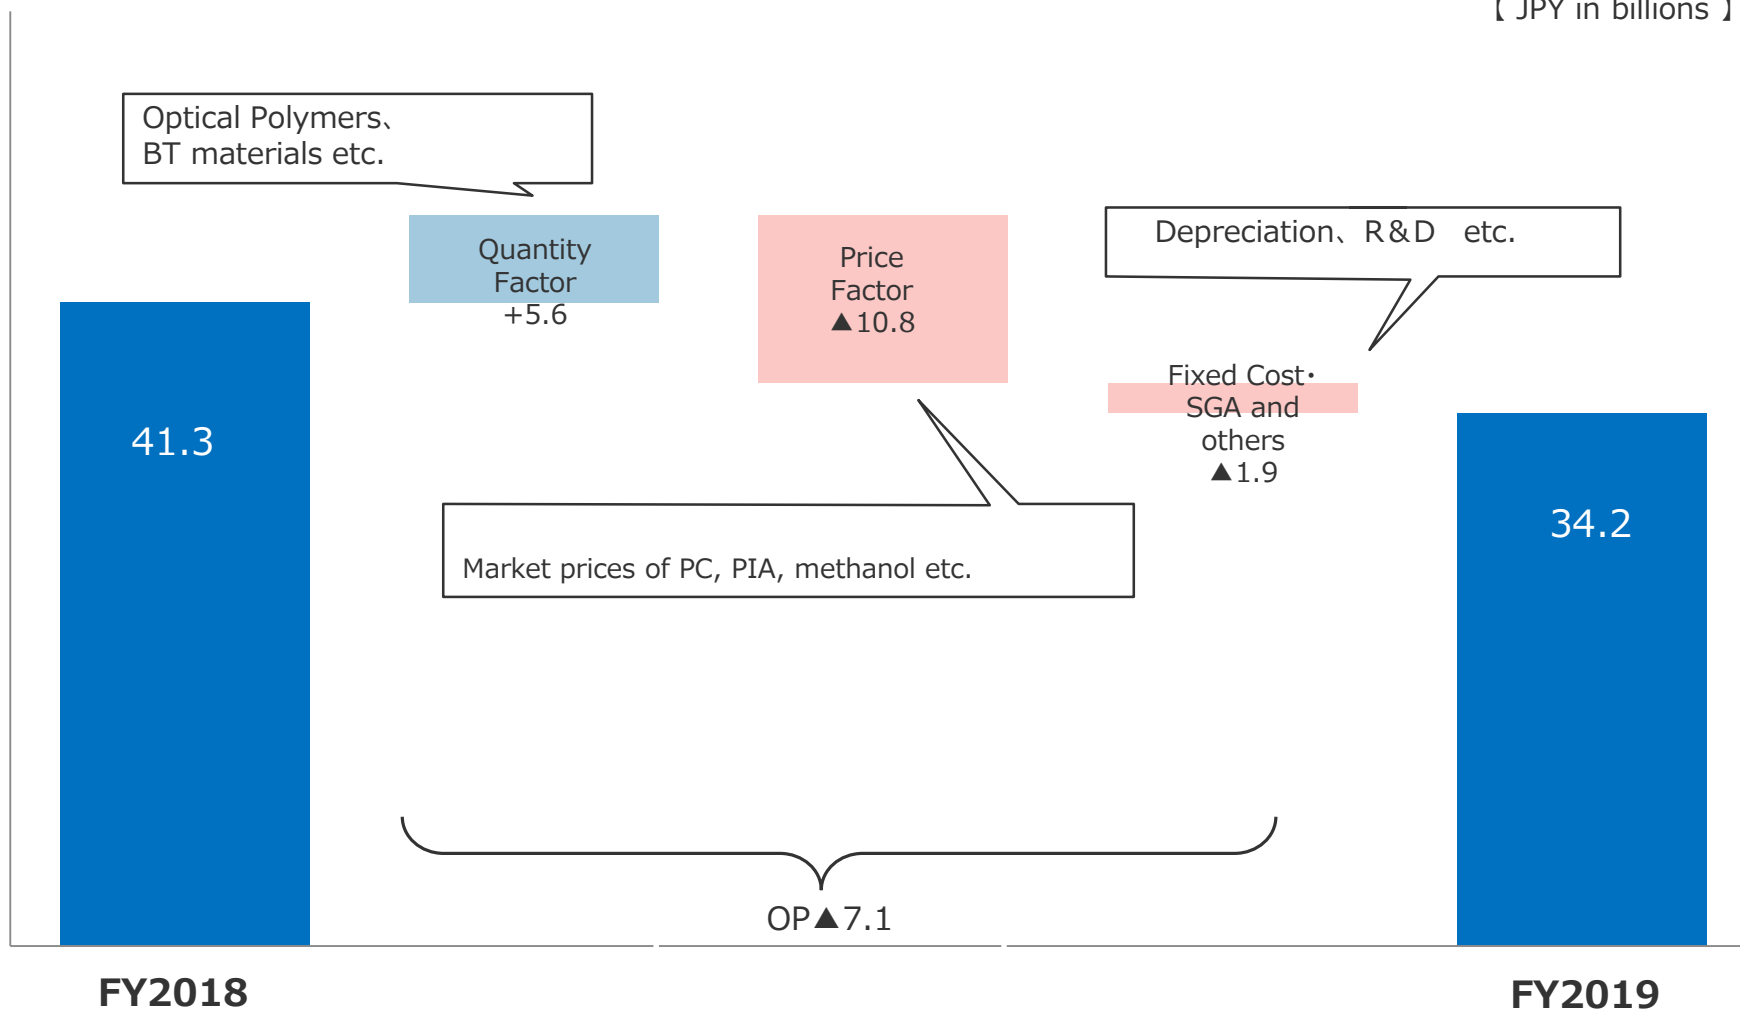 【 JPY in billions 】
Optical Polymers、
BT materials etc.
Quantity
Factor
+5.6
Price
Factor
▲10.8
Depreciation、R&D　etc.
Fixed Cost・
SGA and
others
▲1.9
41.3
Market prices of PC, PIA, methanol etc.
34.2
OP▲7.1
FY2018
FY2019